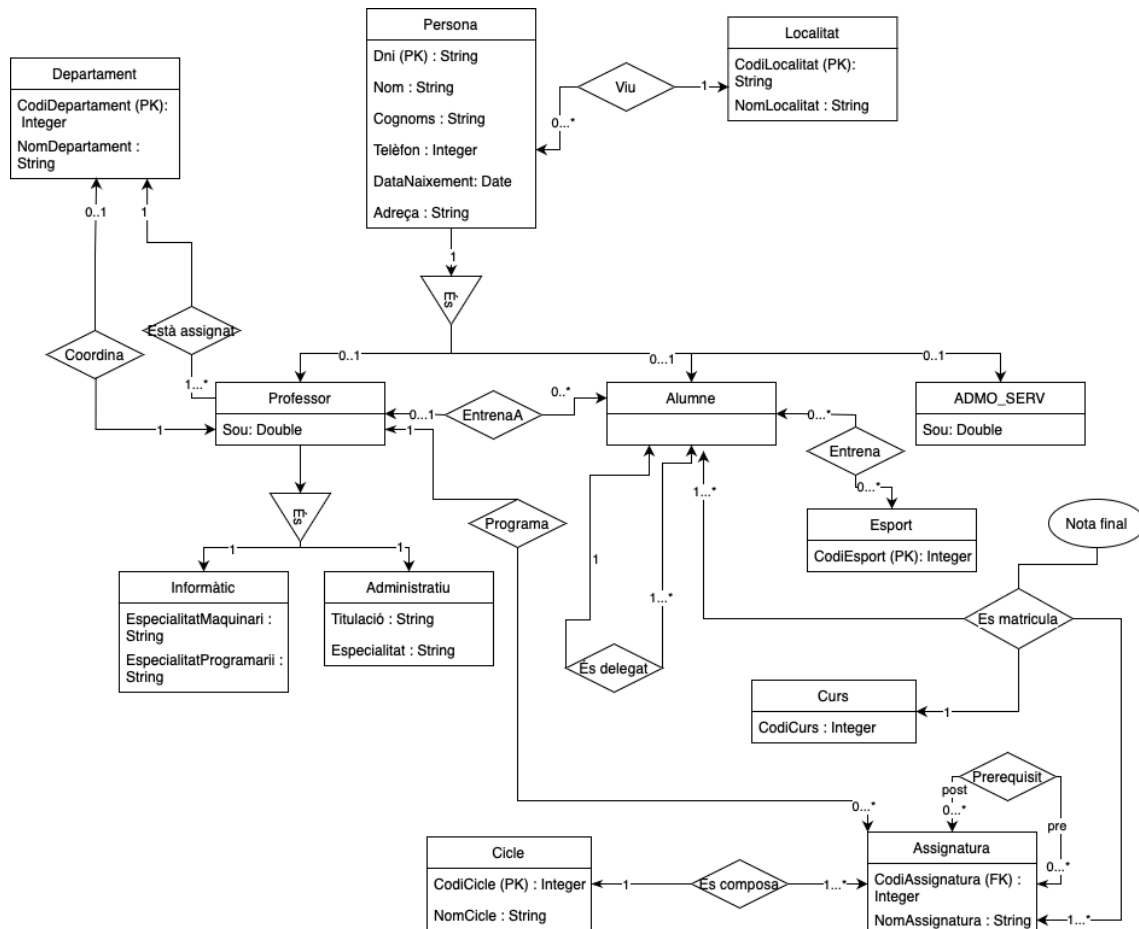 Persona
Dni (PK) : String
Nom : String
Cognoms : String
Telèfon : Integer
DataNaixement: Date
Adreça : String
Localitat
CodiLocalitat (PK):
String
NomLocalitat : String
Viu
1
0...*
Departament
CodiDepartament (PK):
Integer
NomDepartament :
String
0..1
1
Coordina
Està assignat
1
1...*
1
És
0..1
0...1
0..1
Professor
Sou: Double
0...1
EntrenaA
0..*
Alumne
ADMO_SERV
Sou: Double
1
0...*
Entrena
0...*
Esport
CodiEsport (PK): Integer
És
1
1
Informàtic
EspecialitatMaquinari :
String
EspecialitatProgramarii :
String
Administratiu
Titulació : String
Especialitat : String
Programa
1
1...*
És delegat
1...*
Nota final
Es matricula
Curs
CodiCurs : Integer
1
Prerequisit
post
0...*
pre
0...*
0...*
Assignatura
CodiAssignatura (FK) :
Integer
NomAssignatura : String
1...*
Cicle
CodiCicle (PK) : Integer
NomCicle : String
1
Es composa
1...*